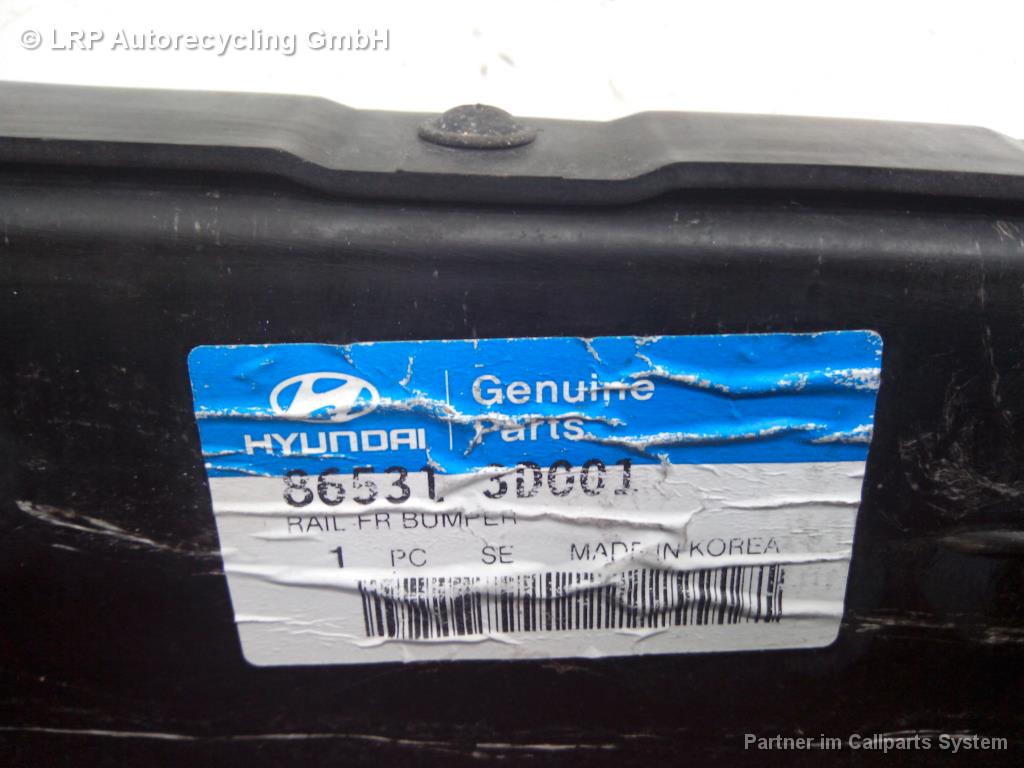 © LRP Autorecycling GmbH
HYUNDAI
Genuine
Parts
86531 3D001
RAIL-FR BUMPER
1 PC SE MADE IN KOREA
Partner im Callparts System